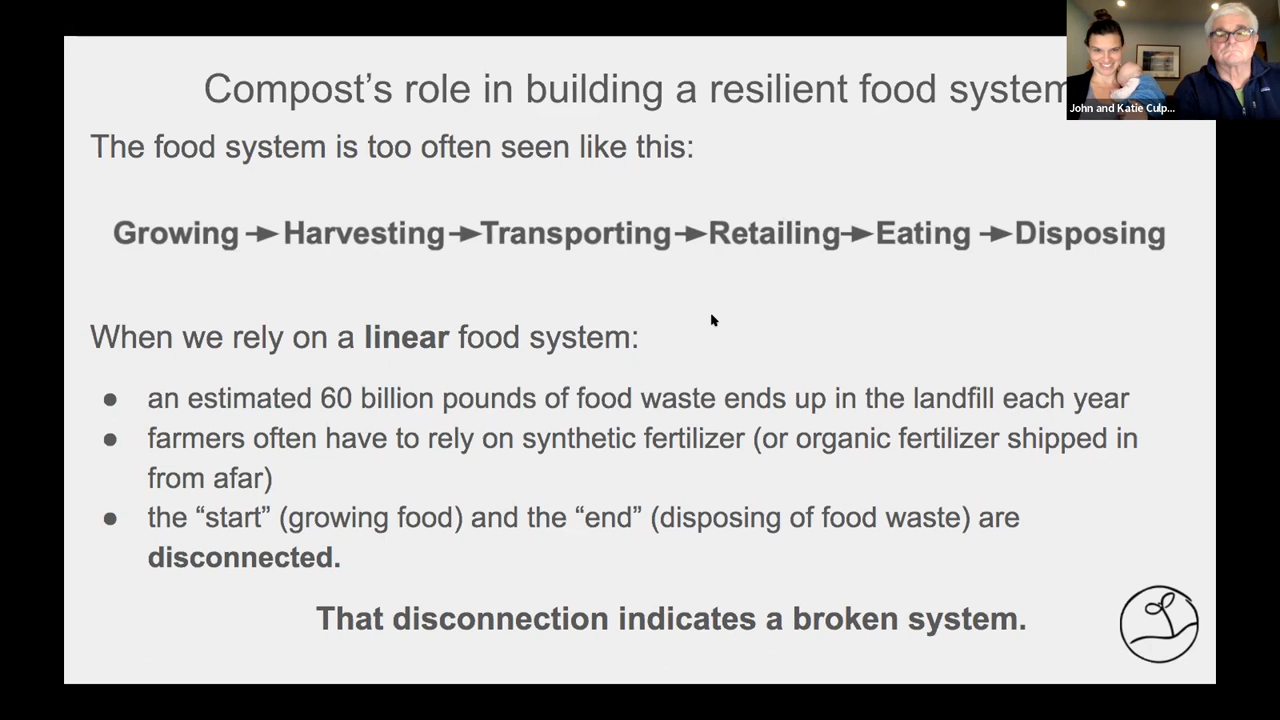 Compost’s role in building a resilient food system
John and Katie Culp...
The food system is too often seen like this:
Growing → Harvesting → Transporting → Retailing → Eating → Disposing
When we rely on a linear food system:
● an estimated 60 billion pounds of food waste ends up in the landfill each year
● farmers often have to rely on synthetic fertilizer (or organic fertilizer shipped in
from afar)
● the “start” (growing food) and the “end” (disposing of food waste) are
disconnected.
That disconnection indicates a broken system.